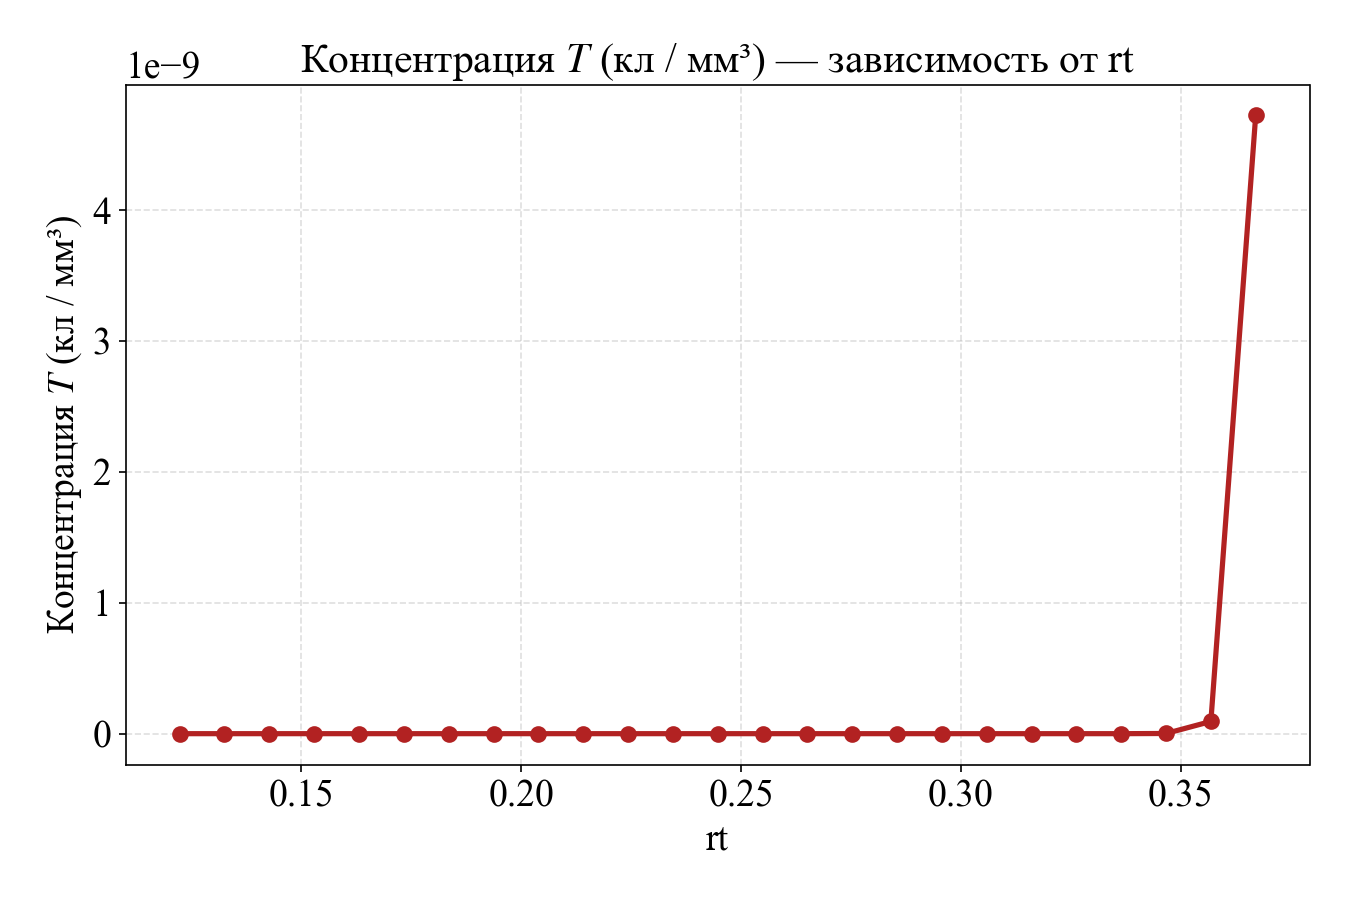 1e−9
Концентрация T (кл / мм³) — зависимость от rt
Концентрация T (кл / мм³)
4
3
2
1
0
0.15 0.20 0.25 0.30 0.35
rt